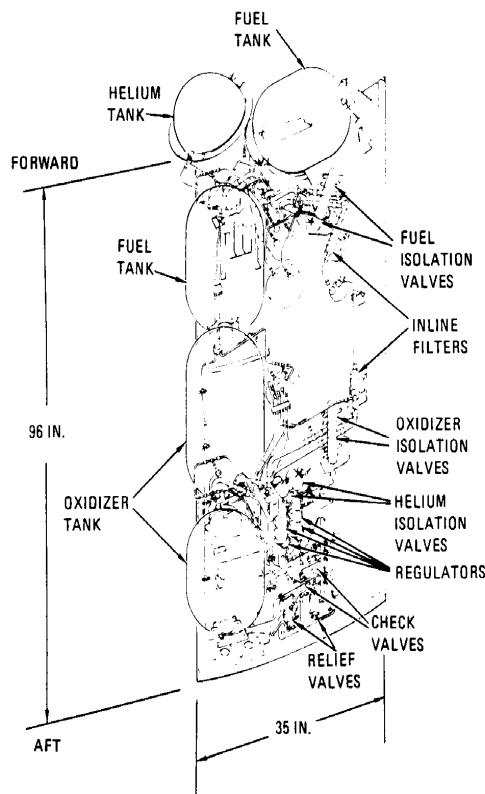 FUEL
TANK
HELIUM
TANK
FORWARD
FUEL
TANK
FUEL
ISOLATION
VALVES
INLINE
FILTERS
96 IN.
OXIDIZER
ISOLATION
VALVES
OXIDIZER
TANK
HELIUM
ISOLATION
VALVES
REGULATORS
CHECK
VALVES
RELIEF
VALVES
35 IN.
AFT